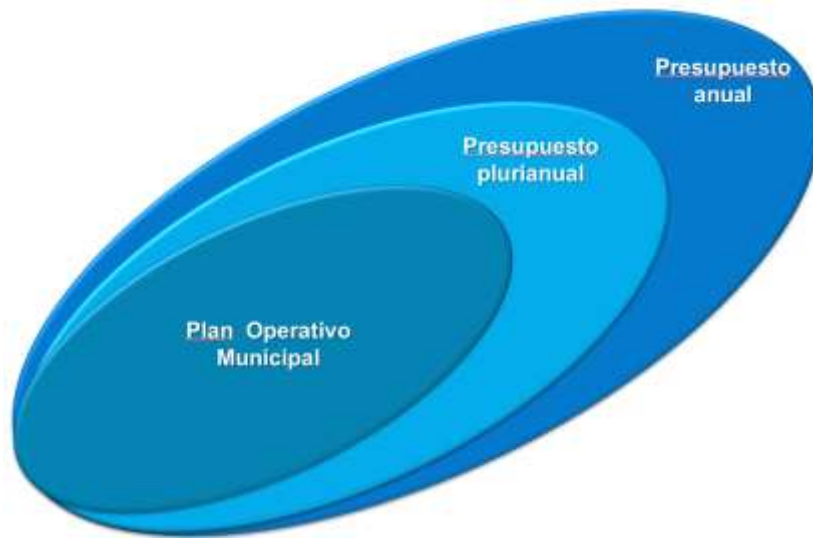 Presupuesto
anual
Presupuesto
plurianual
Plan Operativo
Municipal